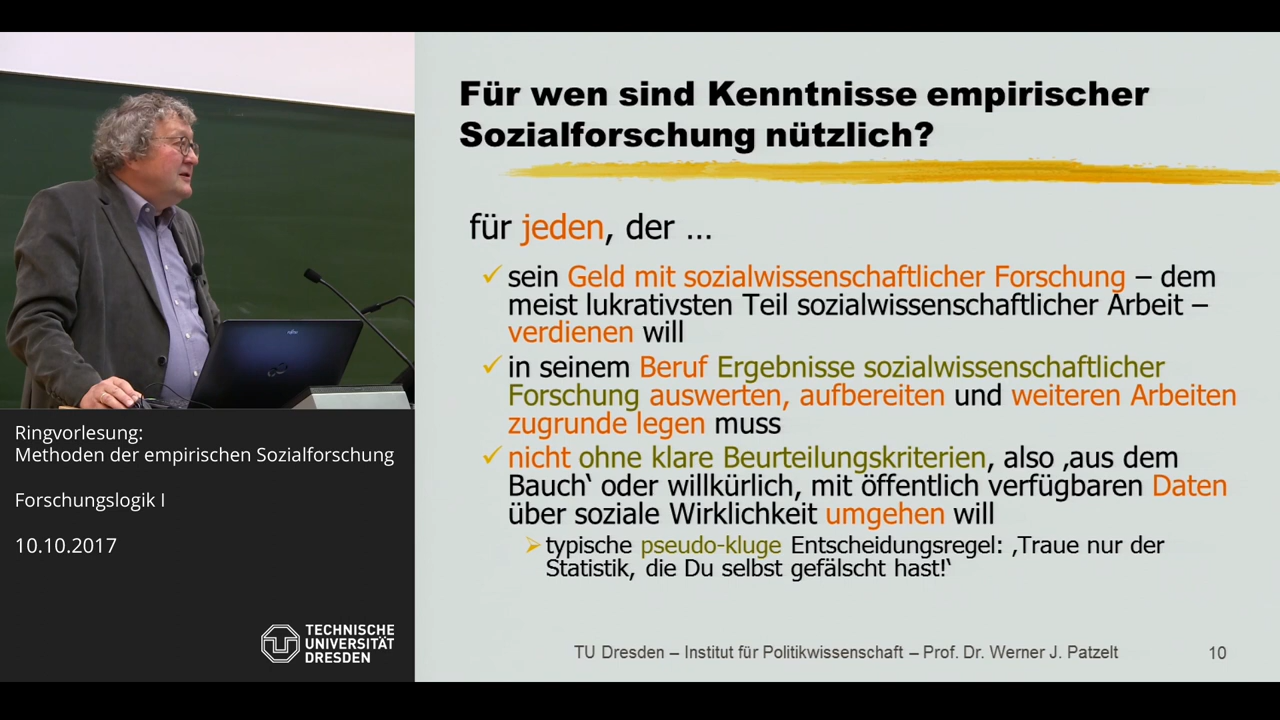 Für wen sind Kenntnisse empirischer
Sozialforschung nützlich?
für jeden, der ...
sein Geld mit sozialwissenschaftlicher Forschung – dem
meist lukrativsten Teil sozialwissenschaftlicher Arbeit –
verdienen will
in seinem Beruf Ergebnisse sozialwissenschaftlicher
Forschung auswerten, aufbereiten und weiteren Arbeiten
zugrunde legen muss
nicht ohne klare Beurteilungskriterien, also ‚aus dem
Bauch‘ oder willkürlich, mit öffentlich verfügbaren Daten
über soziale Wirklichkeit umgehen will
typische pseudo-kluge Entscheidungsregel: ‚Traue nur der
Statistik, die Du selbst gefälscht hast!‘
TU Dresden – Institut für Politikwissenschaft – Prof. Dr. Werner J. Patzelt
10
Ringvorlesung:
Methoden der empirischen Sozialforschung
Forschungslogik I
10.10.2017
TECHNISCHE
UNIVERSITÄT
DRESDEN